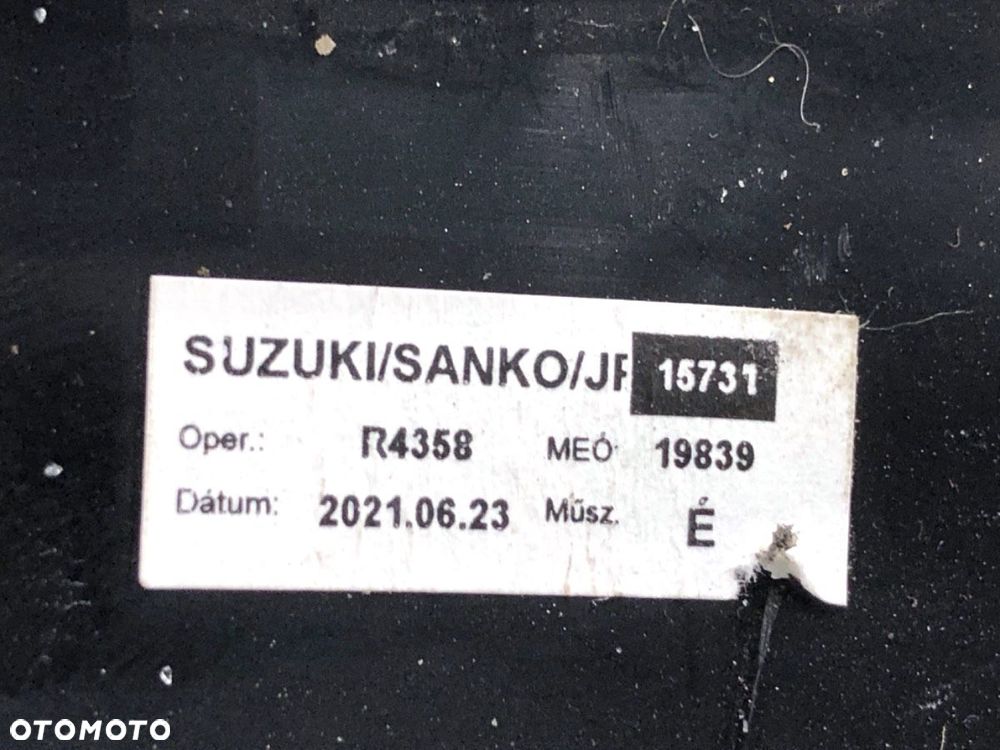 SUZUKI/SANKO/JF 15731
Oper.: R4358 MEÓ: 19839
Dátum: 2021.06.23 Műsz. É
OTOMOTO